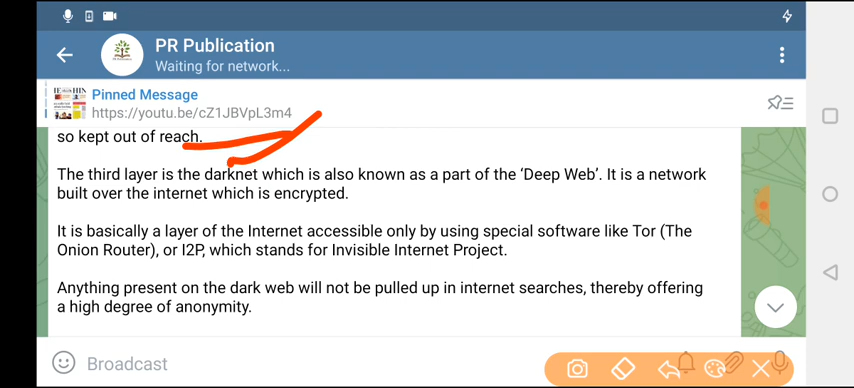 PR Publication
Waiting for network...
Pinned Message
https://youtu.be/cZ1JBVpL3m4
so kept out of reach.
The third layer is the darknet which is also known as a part of the ‘Deep Web’. It is a network
built over the internet which is encrypted.
It is basically a layer of the Internet accessible only by using special software like Tor (The
Onion Router), or I2P, which stands for Invisible Internet Project.
Anything present on the dark web will not be pulled up in internet searches, thereby offering
a high degree of anonymity.
Broadcast